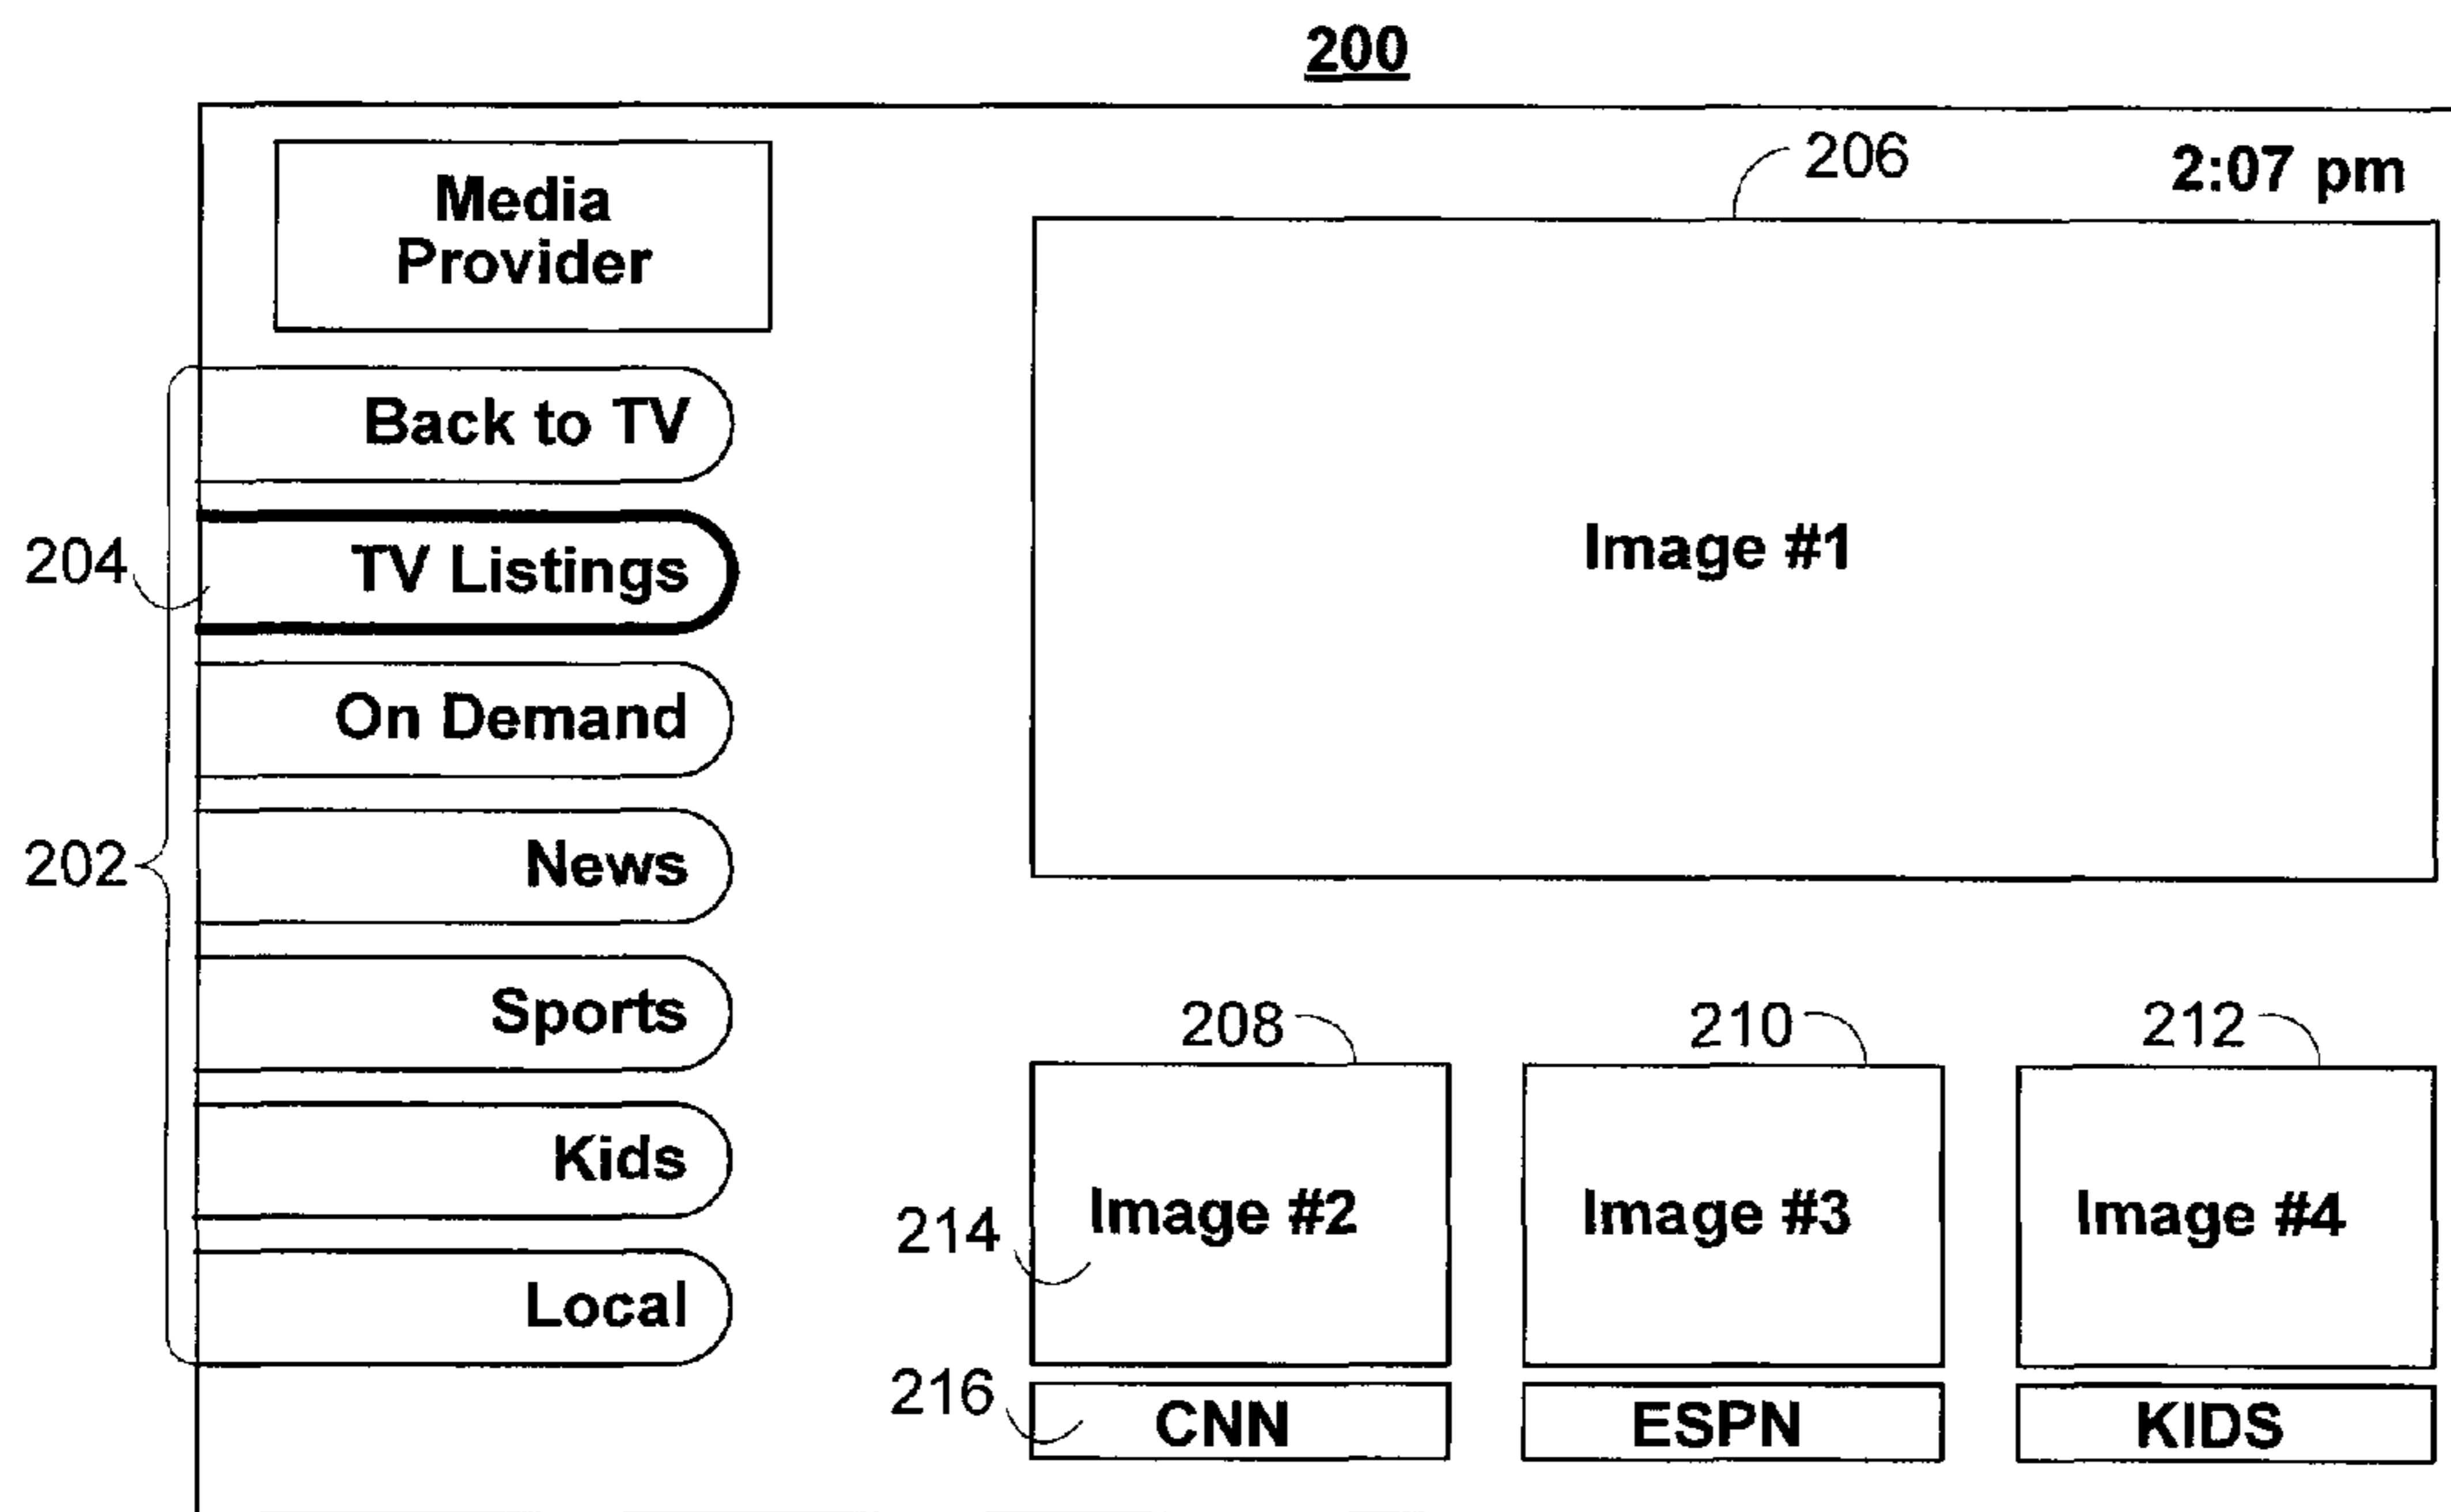 200
206
2:07 pm
Media
Provider
Back to TV
204
TV Listings
Image #1
On Demand
202
News
Sports
208
210
212
Kids
214
Image #2
Image #3
Image #4
Local
216
CNN
ESPN
KIDS